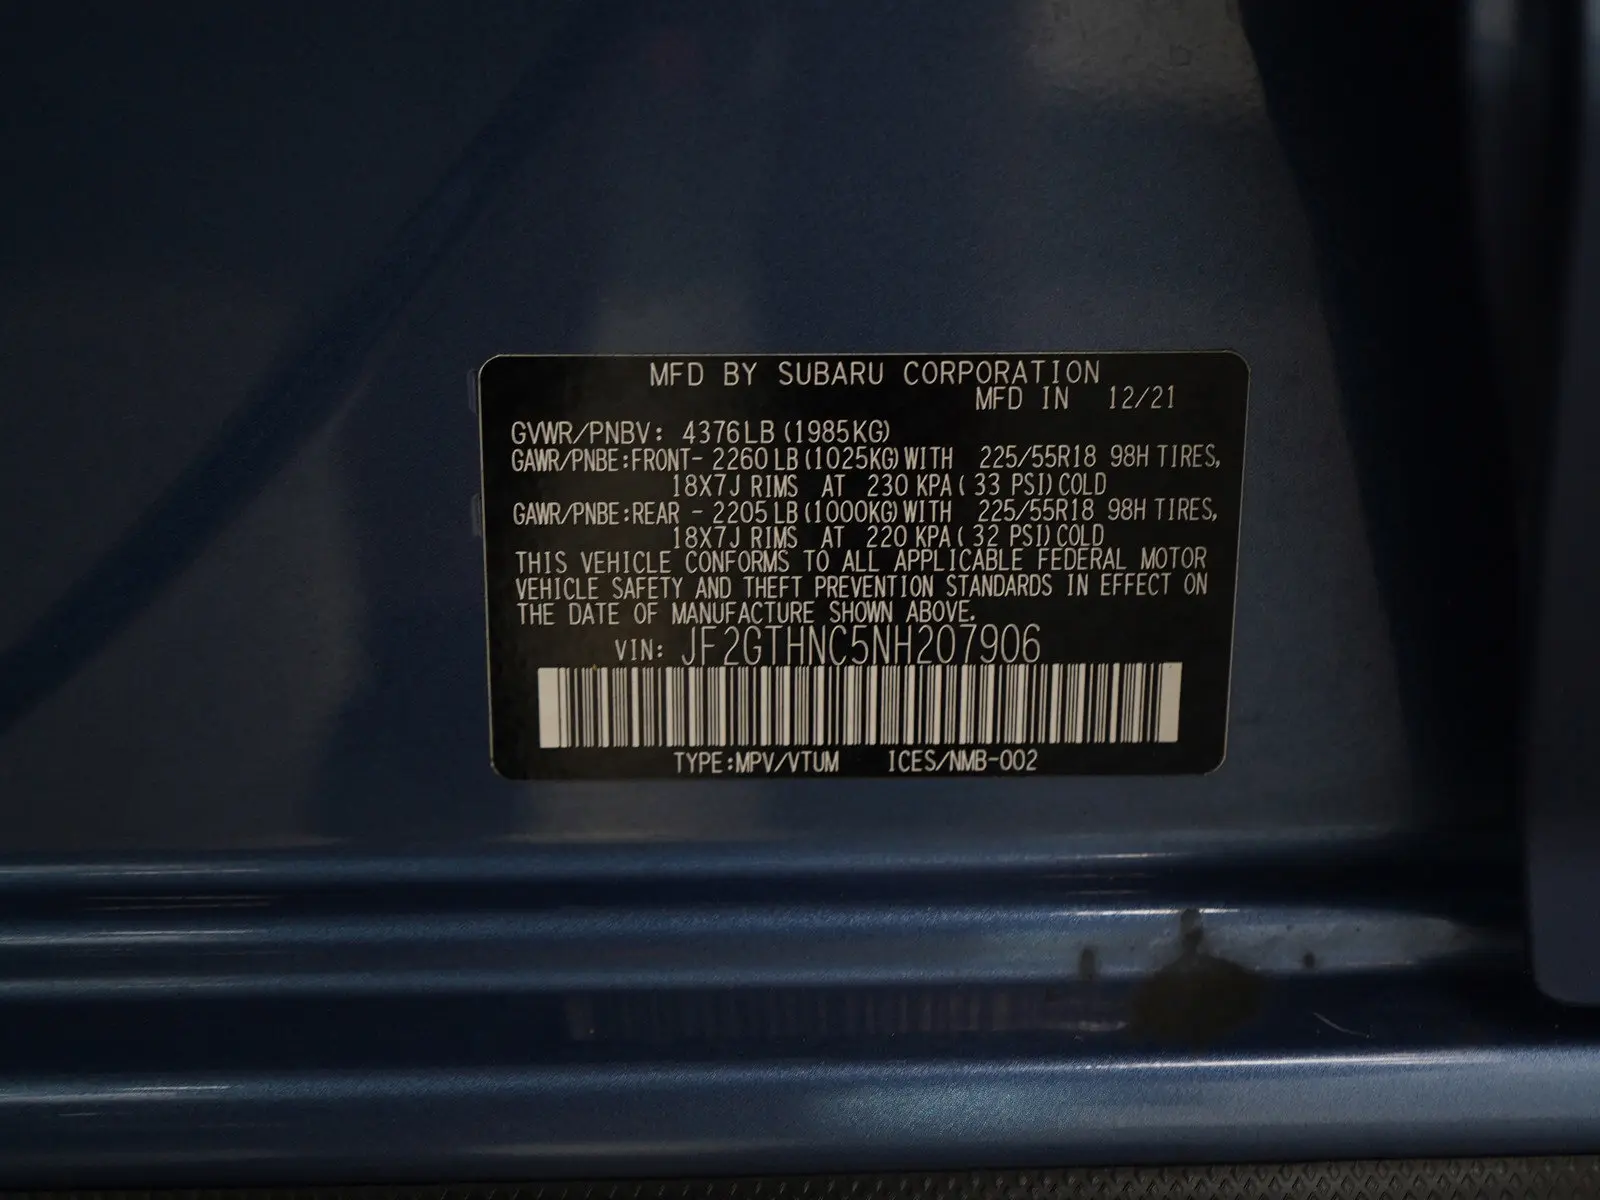 MFD BY SUBARU CORPORATION
MFD IN 12/21
GVWR/PNBV: 4376LB(1985KG)
GAWR/PNBE:FRONT- 2260LB(1025KG)WITH 225/55R18 98H TIRES,
18X7J RIMS AT 230 KPA( 33 PSI)COLD
GAWR/PNBE:REAR - 2205LB(1000KG)WITH 225/55R18 98H TIRES,
18X7J RIMS AT 220 KPA( 32 PSI)COLD
THIS VEHICLE CONFORMS TO ALL APPLICABLE FEDERAL MOTOR
VEHICLE SAFETY AND THEFT PREVENTION STANDARDS IN EFFECT ON
THE DATE OF MANUFACTURE SHOWN ABOVE.
VIN: JF2GTHNC5NH207906
TYPE:MPV/VTUM ICES/NMB-002